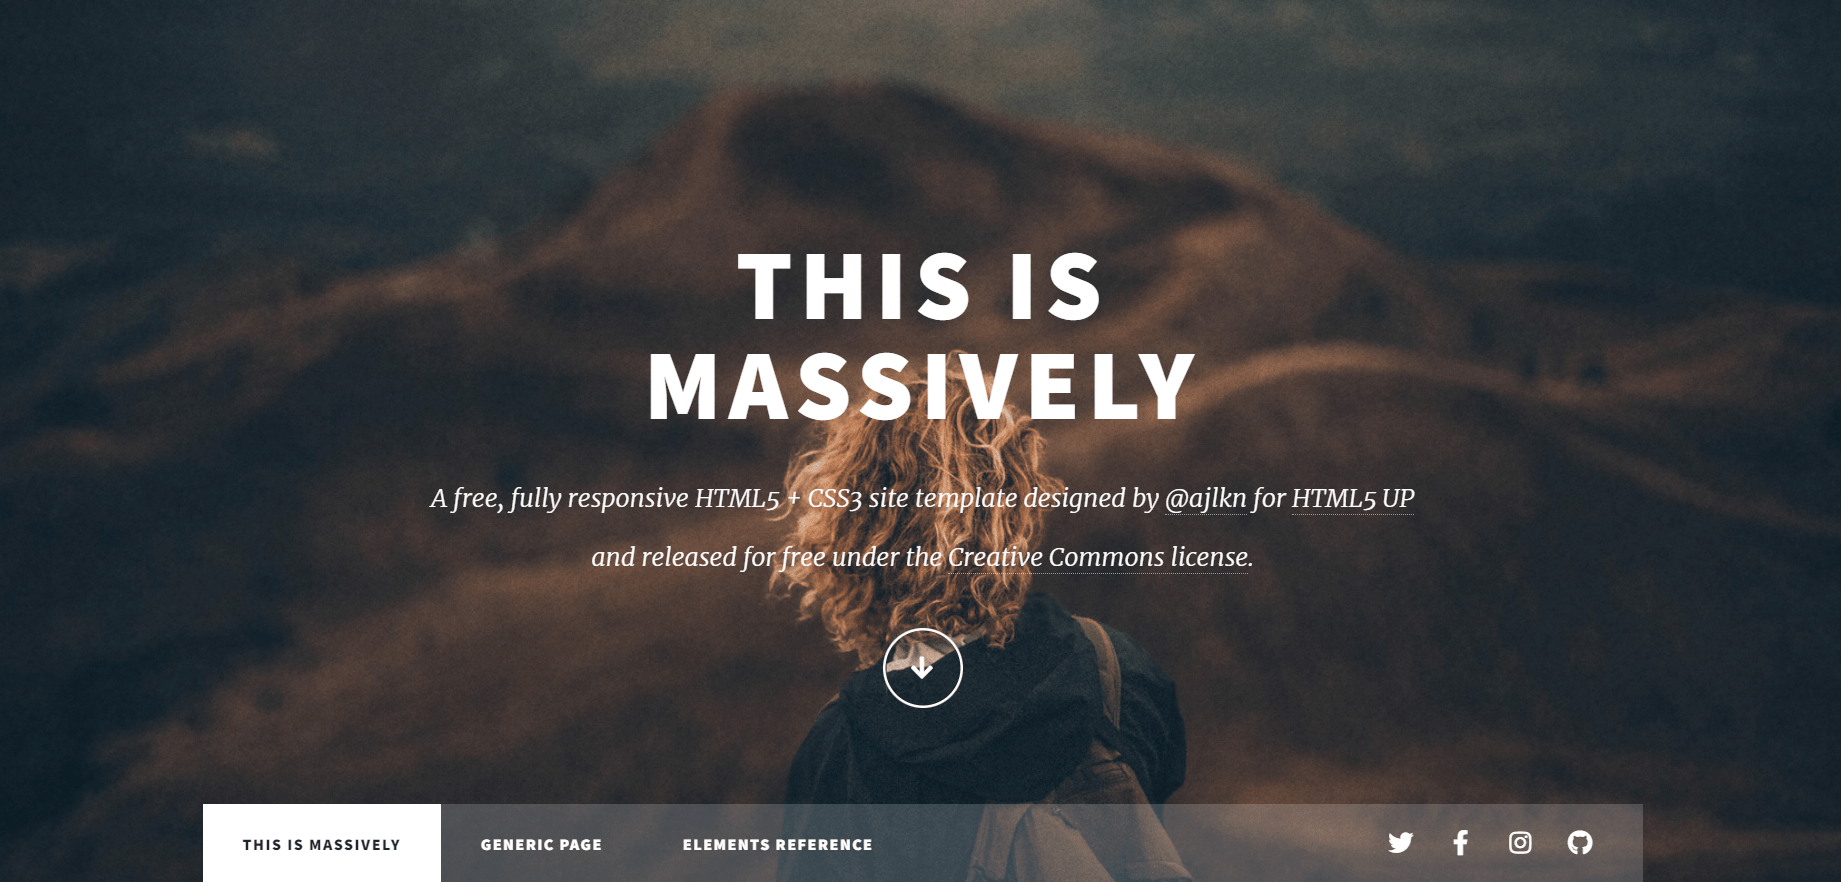 THIS IS
MASSIVELY
A free, fully responsive HTML5 + CSS3 site template designed by @ajlkn for HTML5 UP
and released for free under the Creative Commons license.
THIS IS MASSIVELY
GENERIC PAGE
ELEMENTS REFERENCE